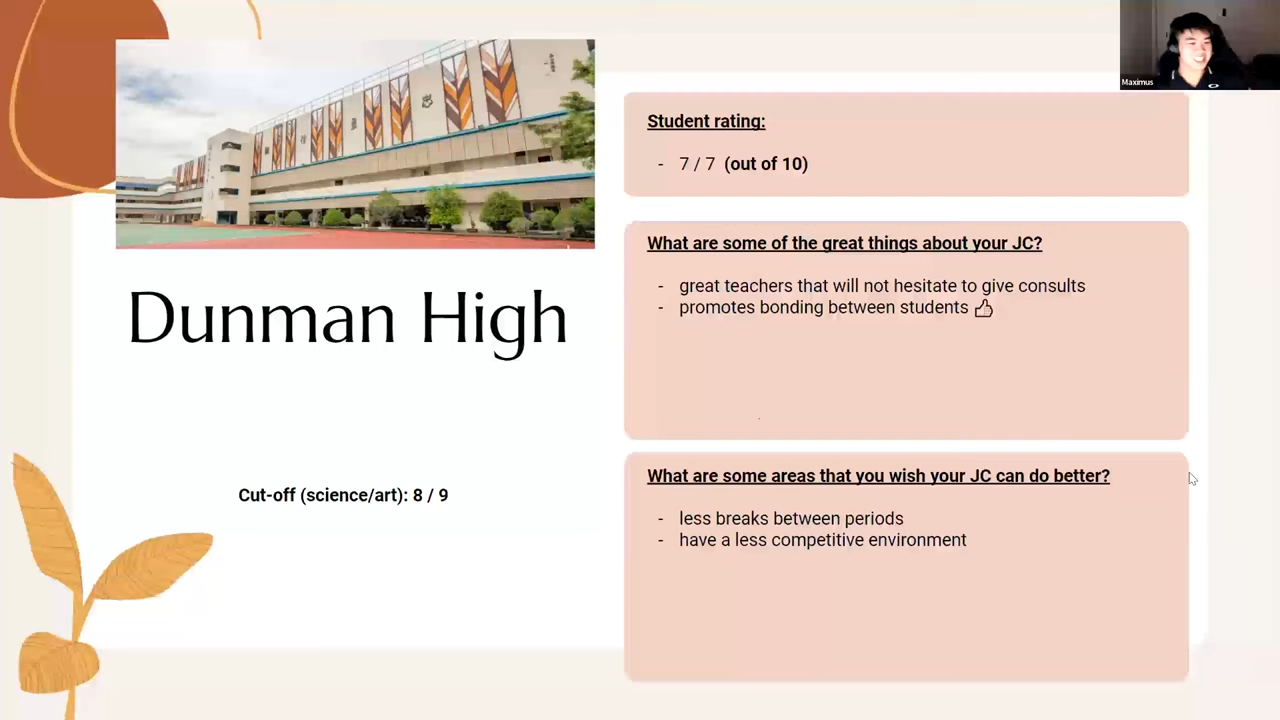 Maximus
Student rating:
- 7 / 7 (out of 10)
What are some of the great things about your JC?
- great teachers that will not hesitate to give consults
- promotes bonding between students 👍
Dunman High
What are some areas that you wish your JC can do better?
Cut-off (science/art): 8 / 9
- less breaks between periods
- have a less competitive environment